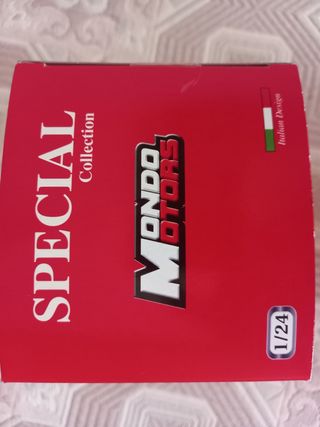 SPECIAL
Collection
MONDO
MOTORS
Italian Design
1/24